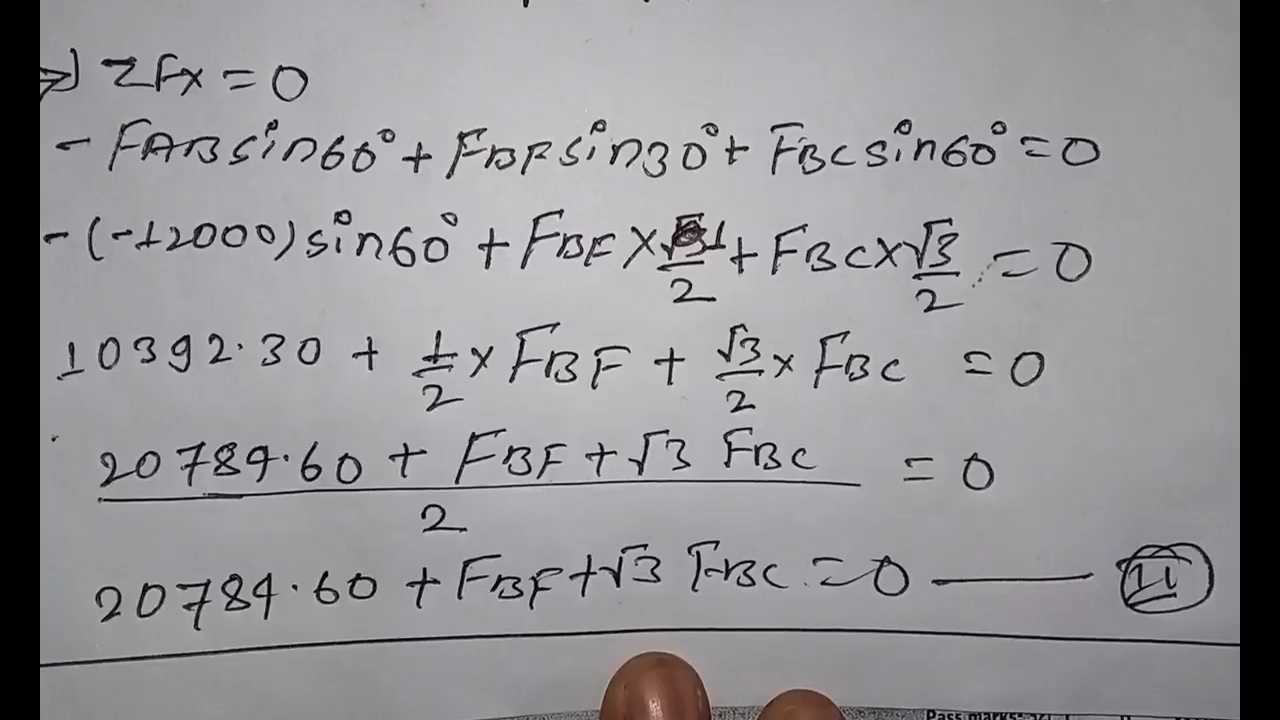 ⇒) ΣFx = 0
- FAB sin60° + FBF sin30° + FBC sin60° = 0
- (-12000) sin60° + FBF × 1/2 + FBC × √3/2 = 0
10392.30 + 1/2 × FBF + √3/2 × FBC = 0
20784.60 + FBF + √3 FBC / 2 = 0
20784.60 + FBF + √3 FBC = 0 —— II
Pass marks: